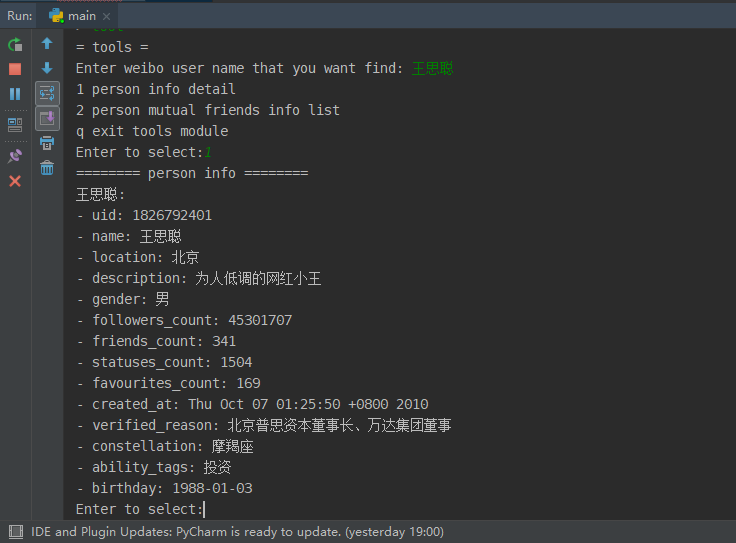 Run: main
= tools =
Enter weibo user name that you want find: 王思聪
1 person info detail
2 person mutual friends info list
q exit tools module
Enter to select:1
======== person info ========
王思聪:
- uid: 1826792401
- name: 王思聪
- location: 北京
- description: 为人低调的网红小王
- gender: 男
- followers_count: 45301707
- friends_count: 341
- statuses_count: 1504
- favourites_count: 169
- created_at: Thu Oct 07 01:25:50 +0800 2010
- verified_reason: 北京普思资本董事长、万达集团董事
- constellation: 摩羯座
- ability_tags: 投资
- birthday: 1988-01-03
Enter to select:
IDE and Plugin Updates: PyCharm is ready to update. (yesterday 19:00)